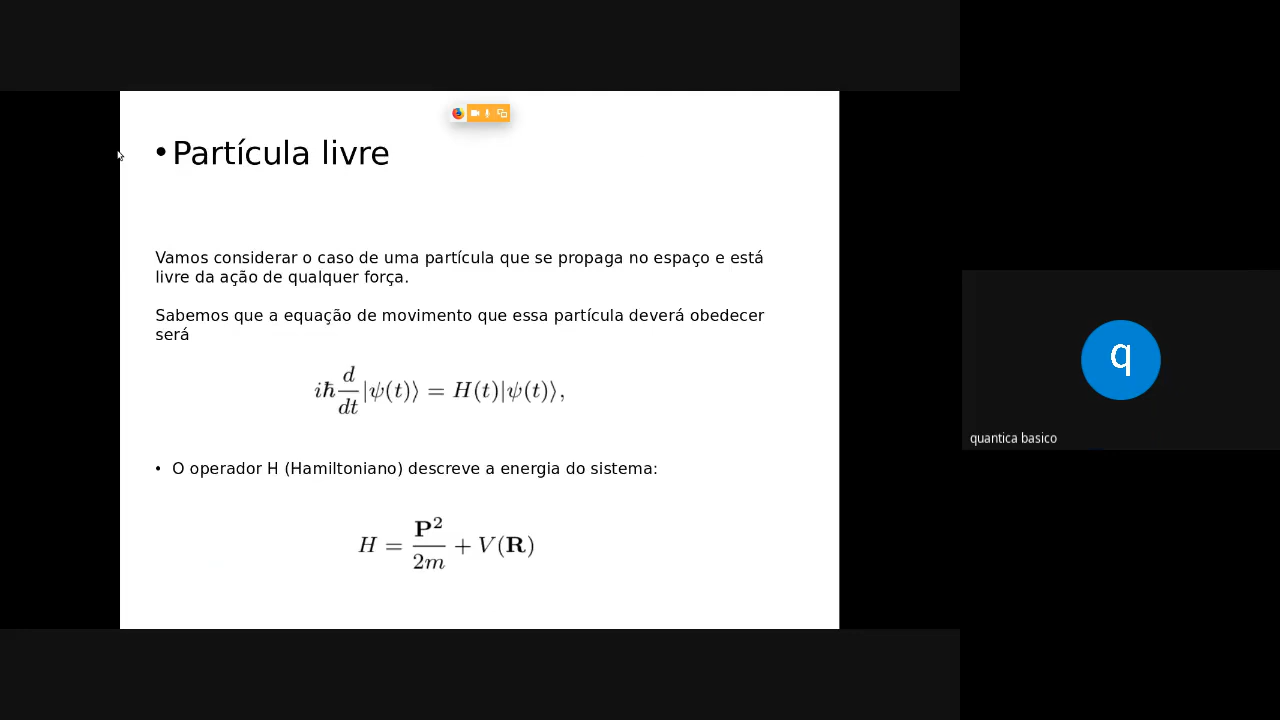 • Partícula livre
Vamos considerar o caso de uma partícula que se propaga no espaço e está
livre da ação de qualquer força.
Sabemos que a equação de movimento que essa partícula deverá obedecer
será
iħ d/dt |ψ(t)⟩ = H(t)|ψ(t)⟩,
• O operador H (Hamiltoniano) descreve a energia do sistema:
H = P²/2m + V(R)
q
quantica basico